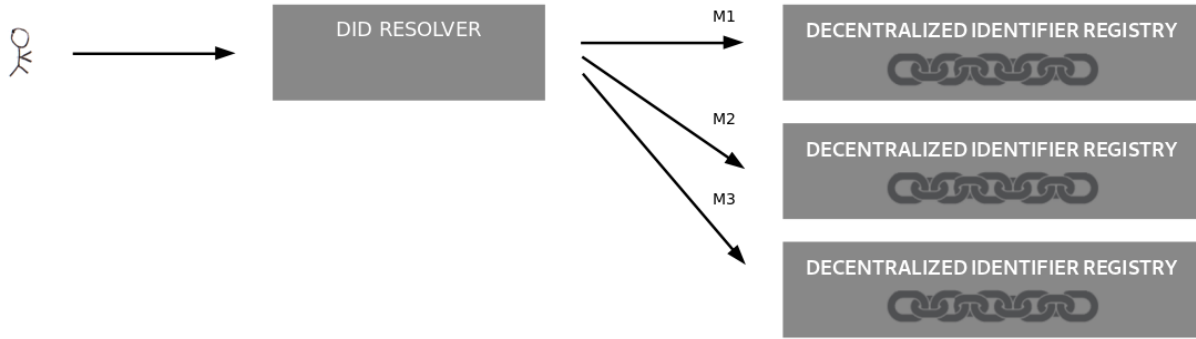 DID RESOLVER
M1
DECENTRALIZED IDENTIFIER REGISTRY
M2
DECENTRALIZED IDENTIFIER REGISTRY
M3
DECENTRALIZED IDENTIFIER REGISTRY